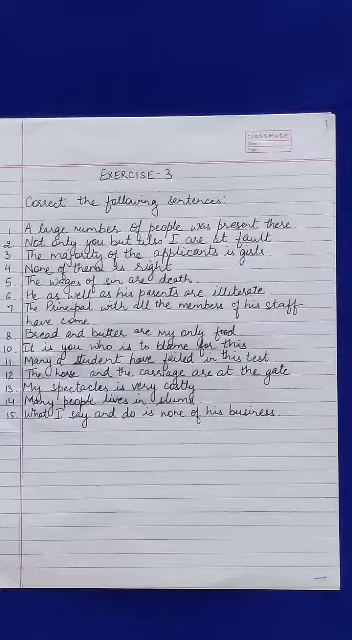 classmate
Date
Page
EXERCISE-3
Correct the following sentences:
1. A large number of people was present there.
2. Not only you but also I are at fault
3 The majority of the applicants is girls.
4. None of them is right
5. The wages of sin are death.
6. He as well as his parents are illiterate
7 The Principal with all the members of his staff
have come
8 Bread and butter are my only food.
10. It is you who is to blame for this
11. Many a student have failed in this test
12 The horse and the carriage are at the gate
13 My spectacles is very costly
14 Many people lives in slums
15. What I say and do is none of his business.